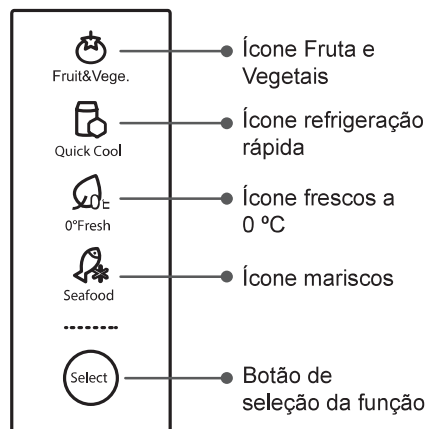 Fruit&Vege.
Ícone Fruta e
Vegetais
Quick Cool
Ícone refrigeração
rápida
0°Fresh
Ícone frescos a
0 ºC
Seafood
Ícone mariscos
Select
Botão de
seleção da função